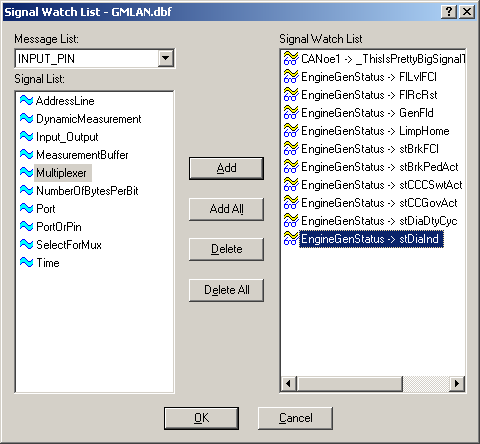 Signal Watch List - GMLAN.dbf
Message List:
INPUT_PIN
Signal List:
AddressLine
DynamicMeasurement
Input_Output
MeasurementBuffer
Multiplexer
NumberOfBytesPerBit
Port
PortOrPin
SelectForMux
Time
Add
Add All
Delete
Delete All
Signal Watch List
CANoe1 -> _ThisIsPrettyBigSignalT
EngineGenStatus -> FlLvlFCl
EngineGenStatus -> FlRcRst
EngineGenStatus -> GenFld
EngineGenStatus -> LimpHome
EngineGenStatus -> stBrkFCl
EngineGenStatus -> stBrkPedAct
EngineGenStatus -> stCCCSwtAct
EngineGenStatus -> stCCGovAct
EngineGenStatus -> stDiaDtyCyc
EngineGenStatus -> stDiaInd
OK
Cancel